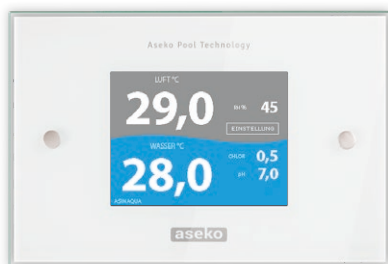 Aseko Pool Technology
LUFT °C
29,0
rH % 45
EINSTELLUNG
WASSER °C
28,0
CHLOR 0,5
pH 7,0
ASIN AQUA
aseko